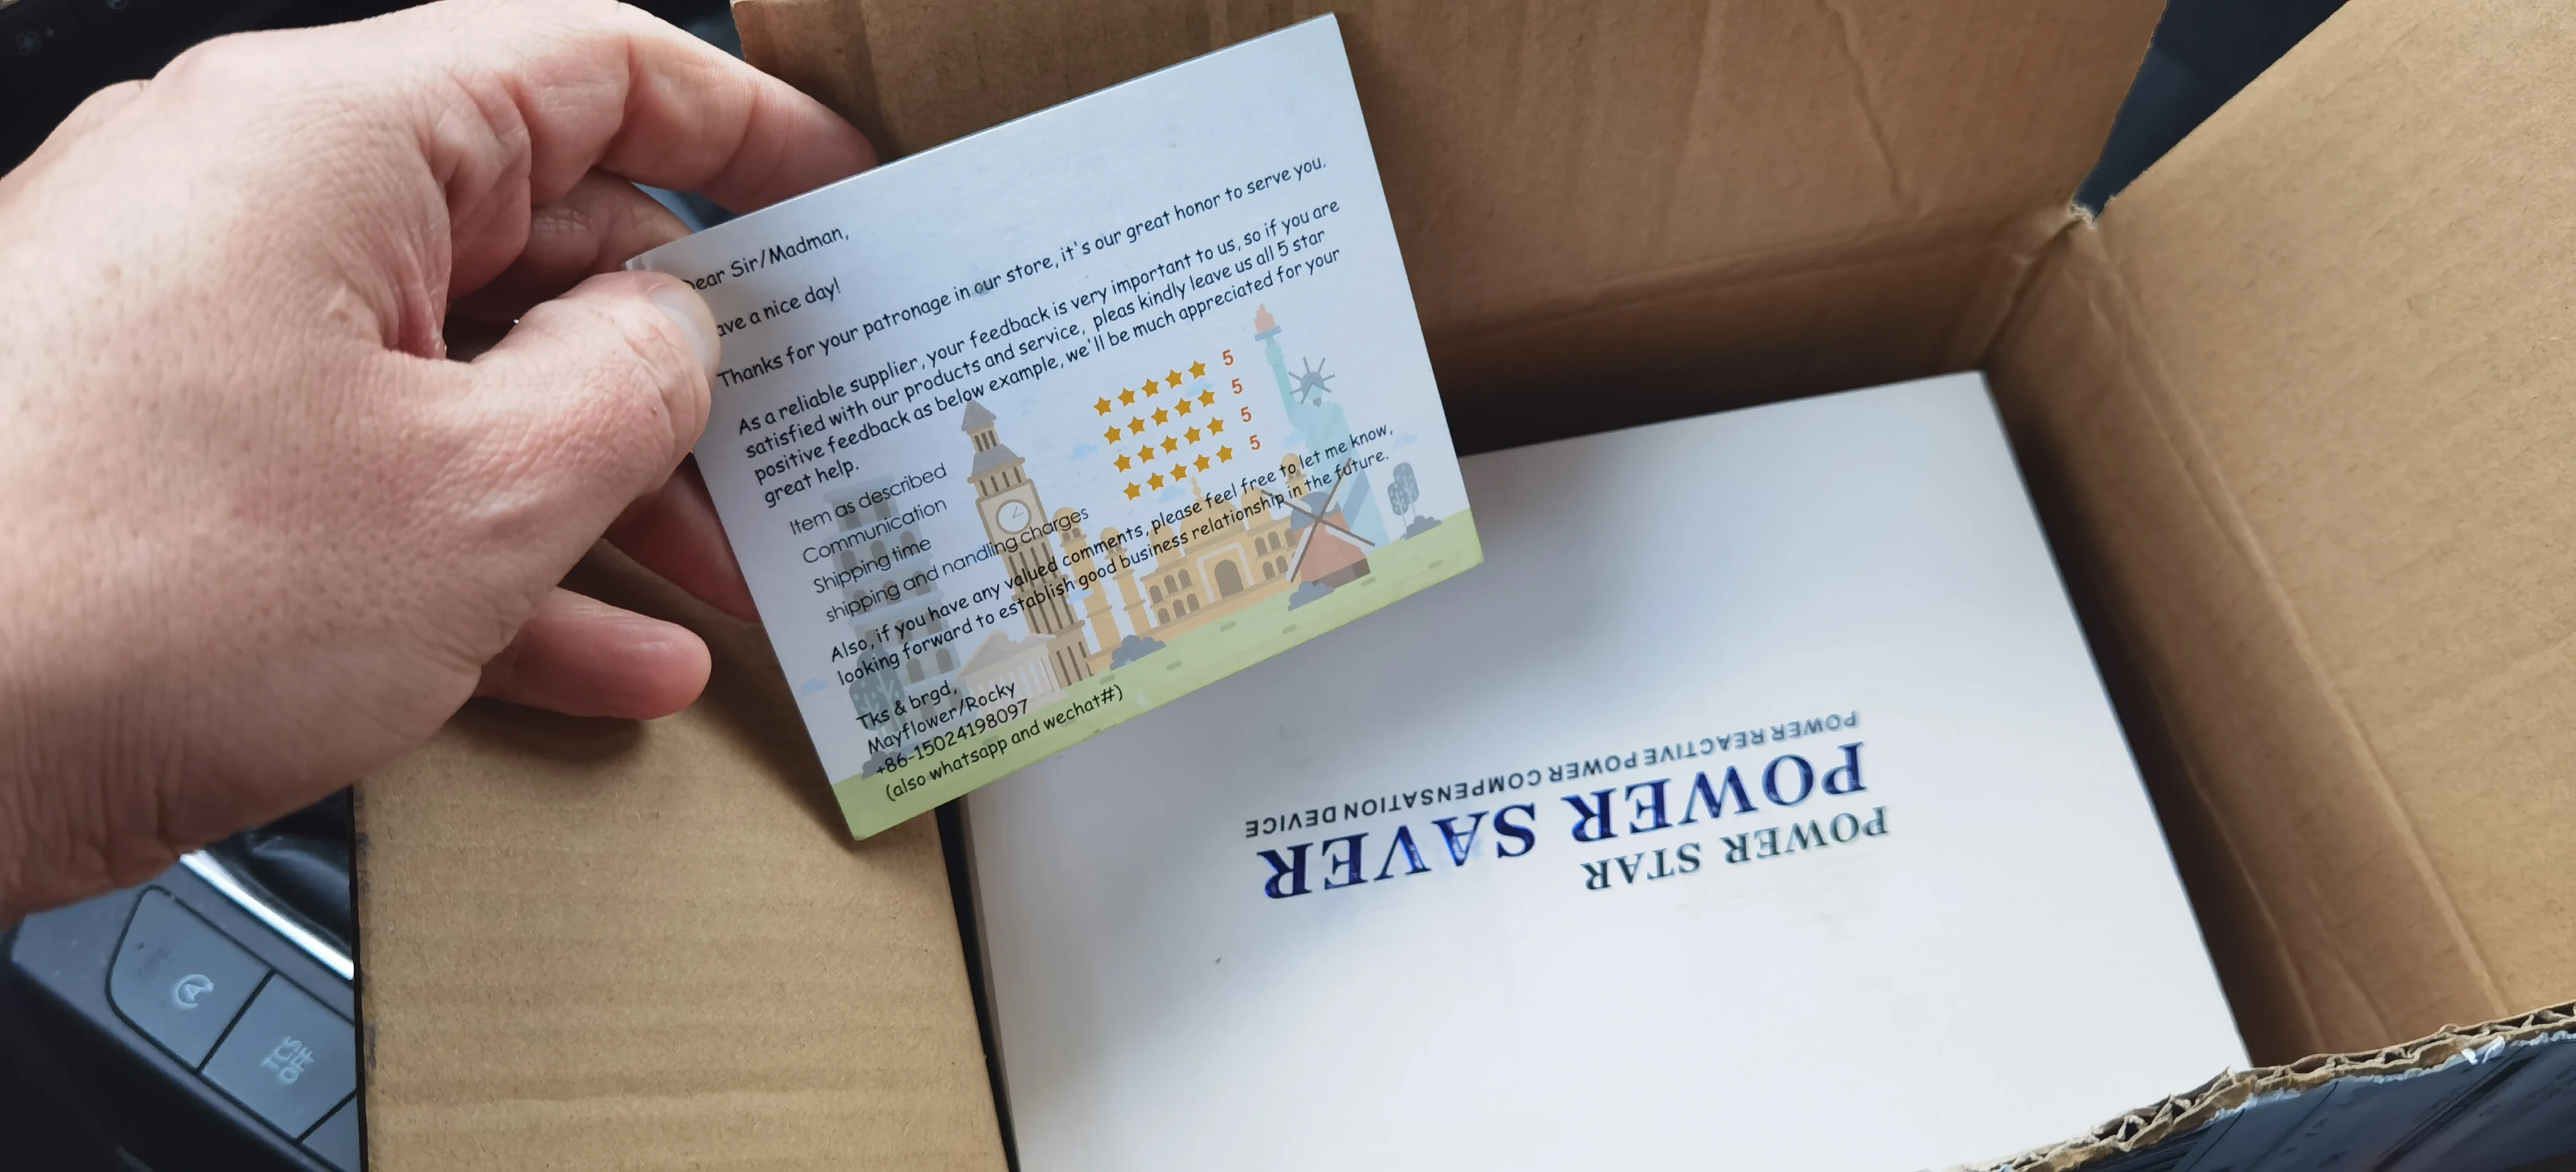 Dear Sir/Madman,
ave a nice day!
Thanks for your patronage in our store, it's our great honor to serve you.
As a reliable supplier, your feedback is very important to us, so if you are
satisfied with our products and service, pleas kindly leave us all 5 star
positive feedback as below example, we'll be much appreciated for your
great help.
Item as described 5
Communication 5
Shipping time 5
shipping and nandling charges 5
Also, if you have any valued comments, please feel free to let me know,
looking forward to establish good business relationship in the future.
Tks & brgd,
Mayflower/Rocky
+86-15024198097
(also whatsapp and wechat#)
POWER STAR
POWER SAVER
POWER REACTIVE POWER COMPENSATION DEVICE
A
TCS
OFF